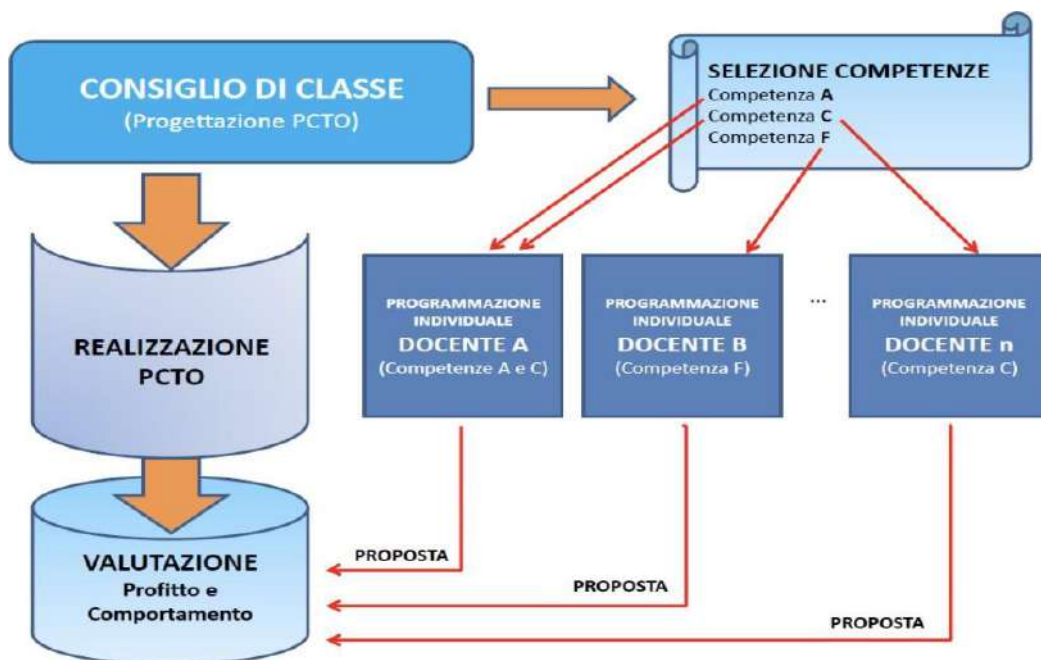 CONSIGLIO DI CLASSE
(Progettazione PCTO)
SELEZIONE COMPETENZE
Competenza A
Competenza C
Competenza F
REALIZZAZIONE
PCTO
PROGRAMMAZIONE
INDIVIDUALE
DOCENTE A
(Competenze A e C)
PROGRAMMAZIONE
INDIVIDUALE
DOCENTE B
(Competenza F)
...
PROGRAMMAZIONE
INDIVIDUALE
DOCENTE n
(Competenza C)
VALUTAZIONE
Profitto e
Comportamento
PROPOSTA
PROPOSTA
PROPOSTA